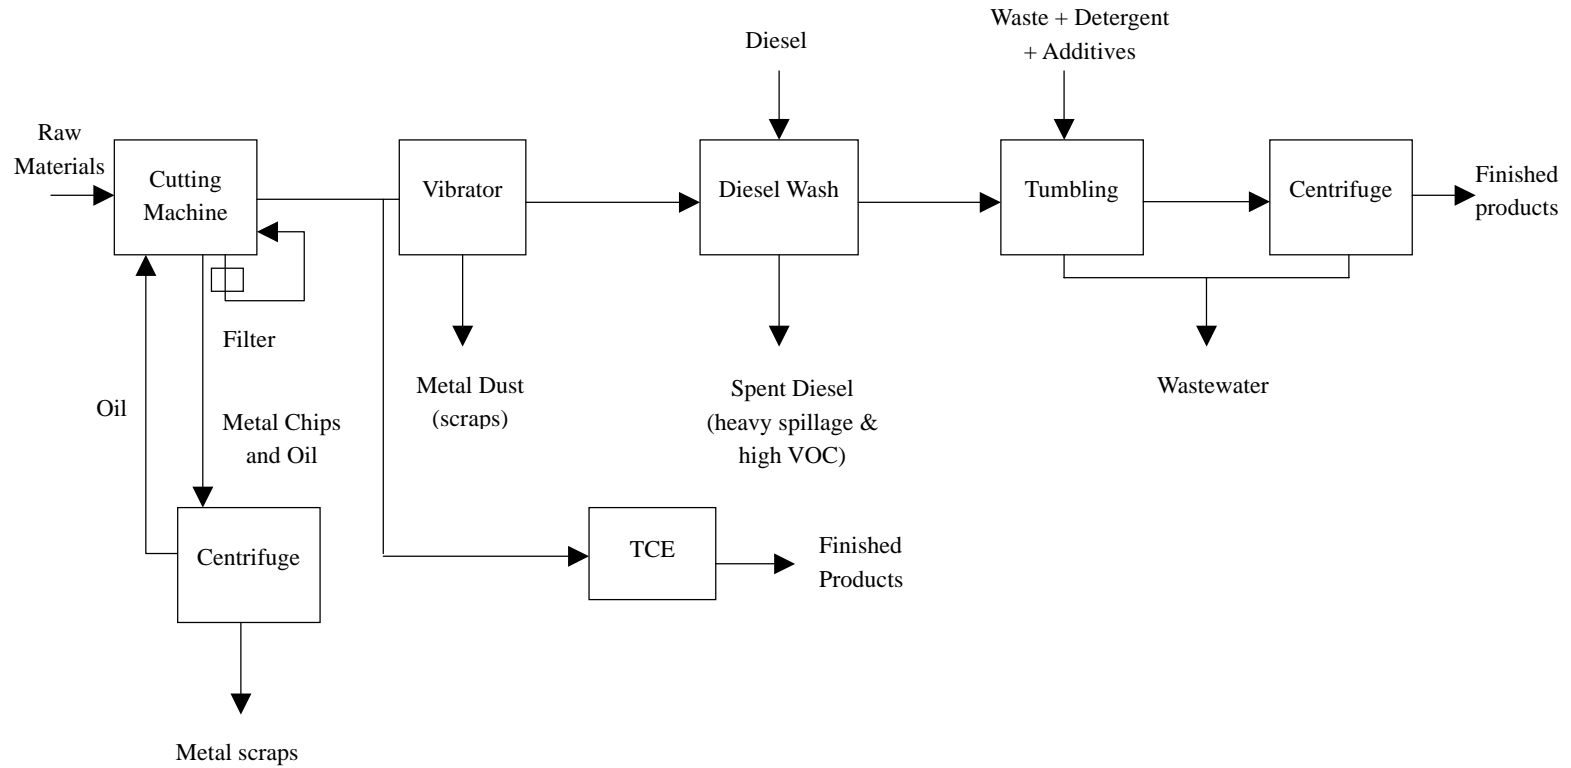 Waste + Detergent
+ Additives
Diesel
Raw
Materials
Cutting
Machine
Vibrator
Diesel Wash
Tumbling
Centrifuge
Finished
products
Filter
Oil
Metal Chips
and Oil
Metal Dust
(scraps)
Spent Diesel
(heavy spillage &
high VOC)
Wastewater
Centrifuge
TCE
Finished
Products
Metal scraps